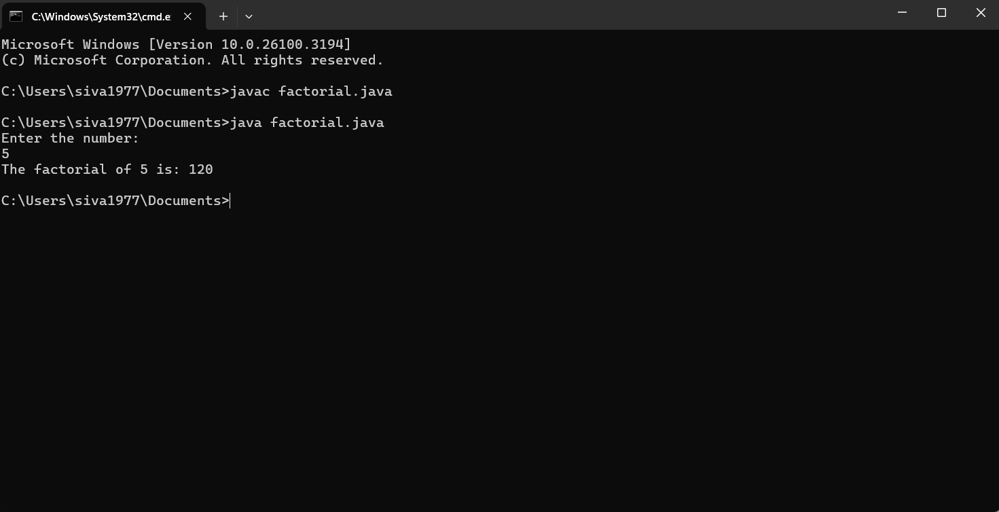 C:\Windows\System32\cmd.e
Microsoft Windows [Version 10.0.26100.3194]
(c) Microsoft Corporation. All rights reserved.
C:\Users\siva1977\Documents>javac factorial.java
C:\Users\siva1977\Documents>java factorial.java
Enter the number:
5
The factorial of 5 is: 120
C:\Users\siva1977\Documents>